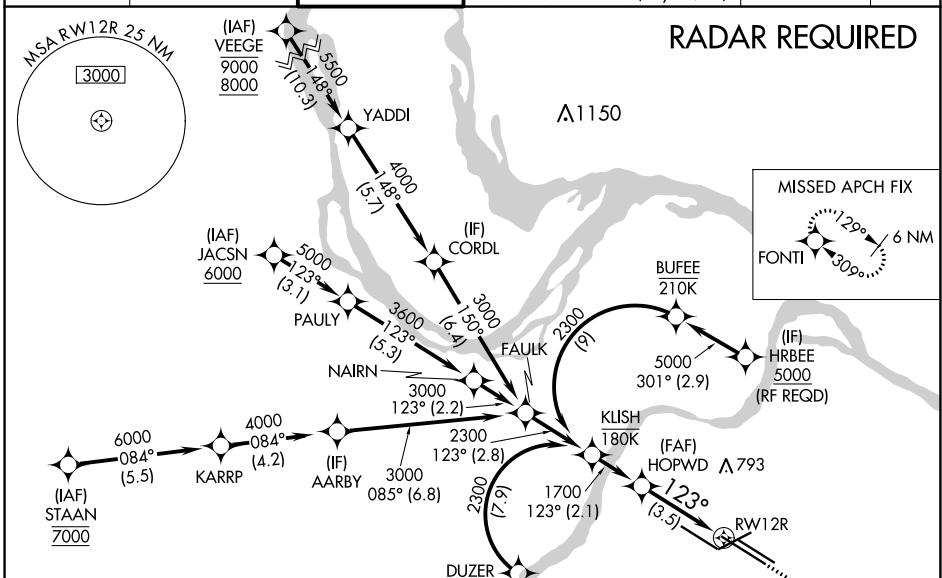 RADAR REQUIRED
MSA RW12R 25 NM
3000
(IAF)
VEEGE
9000
8000
5500
148°
(10.3)
YADDI
1150
4000
148°
(5.7)
MISSED APCH FIX
FONTI
129°
309°
6 NM
(IAF)
JACSN
6000
5000
123°
(3.1)
PAULY
(IF)
CORDL
3600
123°
(5.3)
3000
150°
(6.4)
BUFEE
210K
2300
(9)
5000
301° (2.9)
(IF)
HRBEE
5000
(RF REQD)
NAIRN
FAULK
3000
123° (2.2)
6000
084°
(5.5)
KARRP
4000
084°
(4.2)
(IF)
AARBY
3000
085° (6.8)
2300
123° (2.8)
KLISH
180K
(FAF)
HOPWD
793
(IAF)
STAAN
7000
2300
(7.9)
1700
123° (2.1)
123°
(3.5)
RW12R
DUZER